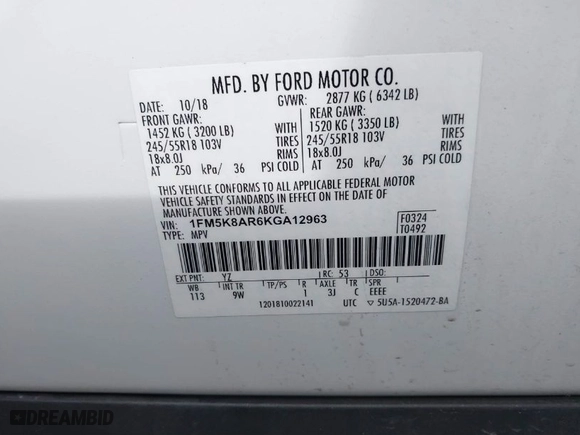 MFD. BY FORD MOTOR CO.
DATE: 10/18 GVWR: 2877 KG ( 6342 LB)
FRONT GAWR: REAR GAWR:
1452 KG ( 3200 LB) WITH 1520 KG ( 3350 LB) WITH
245/55R18 103V TIRES 245/55R18 103V TIRES
18x8.0J RIMS 18x8.0J RIMS
AT 250 kPa/ 36 PSI COLD AT 250 kPa/ 36 PSI COLD
THIS VEHICLE CONFORMS TO ALL APPLICABLE FEDERAL MOTOR
VEHICLE SAFETY STANDARDS IN EFFECT ON THE DATE OF
MANUFACTURE SHOWN ABOVE.
VIN: 1FM5K8AR6KGA12963 F0324
TYPE: MPV T0492
EXT PNT: YZ RC: 53 DSO:
WB INT TR TP/PS R AXLE TR SPR
113 9W 1 3J C EEEE
1201810022141 UTC ▽ 5U5A-1520472-BA
DREAMBID